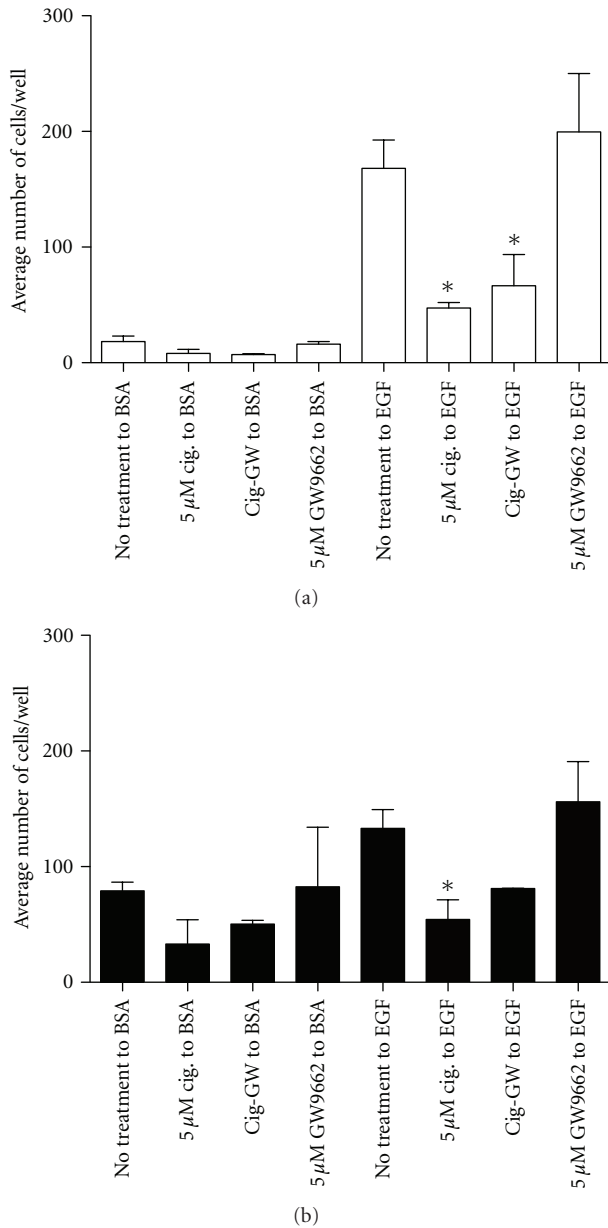 300
200
100
0
Average number of cells/well
*
*
No treatment to BSA
5 μM cig. to BSA
Cig-GW to BSA
5 μM GW9662 to BSA
No treatment to EGF
5 μM cig. to EGF
Cig-GW to EGF
5 μM GW9662 to EGF
(a)
300
200
100
0
Average number of cells/well
*
No treatment to BSA
5 μM cig. to BSA
Cig-GW to BSA
5 μM GW9662 to BSA
No treatment to EGF
5 μM cig. to EGF
Cig-GW to EGF
5 μM GW9662 to EGF
(b)